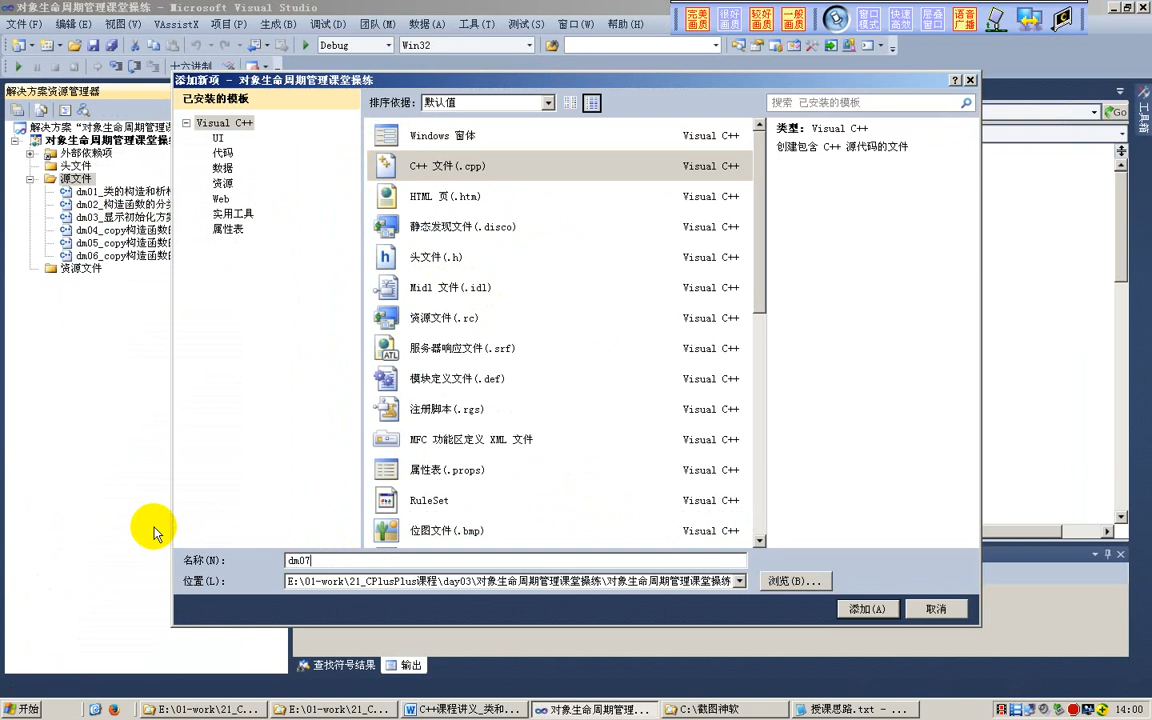 对象生命周期管理课堂操练 - Microsoft Visual Studio
文件(F) 编辑(E) 视图(V) VAssistX 项目(P) 生成(B) 调试(D) 团队(M) 数据(A) 工具(T) 测试(S) 窗口(W) 帮助(H)
完美画质 很好画质 较好画质 一般画质 窗口模式 快速高效 层叠窗口 语音广播
Debug Win32
十六进制
解决方案资源管理器
解决方案“对象生命周期管理课
对象生命周期管理课堂操练
外部依赖项
头文件
源文件
dm01_类的构造和析构
dm02_构造函数的分类
dm03_显示初始化方案
dm04_copy构造函数的
dm05_copy构造函数的
dm06_copy构造函数的
资源文件
添加新项 - 对象生命周期管理课堂操练
已安装的模板
Visual C++
UI
代码
数据
资源
Web
实用工具
属性表
排序依据: 默认值
搜索 已安装的模板
Windows 窗体 Visual C++
C++ 文件(.cpp) Visual C++
HTML 页(.htm) Visual C++
静态发现文件(.disco) Visual C++
头文件(.h) Visual C++
Midl 文件(.idl) Visual C++
资源文件(.rc) Visual C++
服务器响应文件(.srf) Visual C++
模块定义文件(.def) Visual C++
注册脚本(.rgs) Visual C++
MFC 功能区定义 XML 文件 Visual C++
属性表(.props) Visual C++
RuleSet Visual C++
位图文件(.bmp) Visual C++
类型: Visual C++
创建包含 C++ 源代码的文件
名称(N): dm07
位置(L): E:\01-work\21_CPlusPlus课程\day03\对象生命周期管理课堂操练\对象生命周期管理课堂操练 浏览(B)...
添加(A) 取消
Go
工具箱
查找符号结果 输出
开始 E:\01-work\21_C... E:\01-work\21_C... C++课程讲义_类和... 对象生命周期管理... C:\截图神软 授课思路.txt - ... 14:00